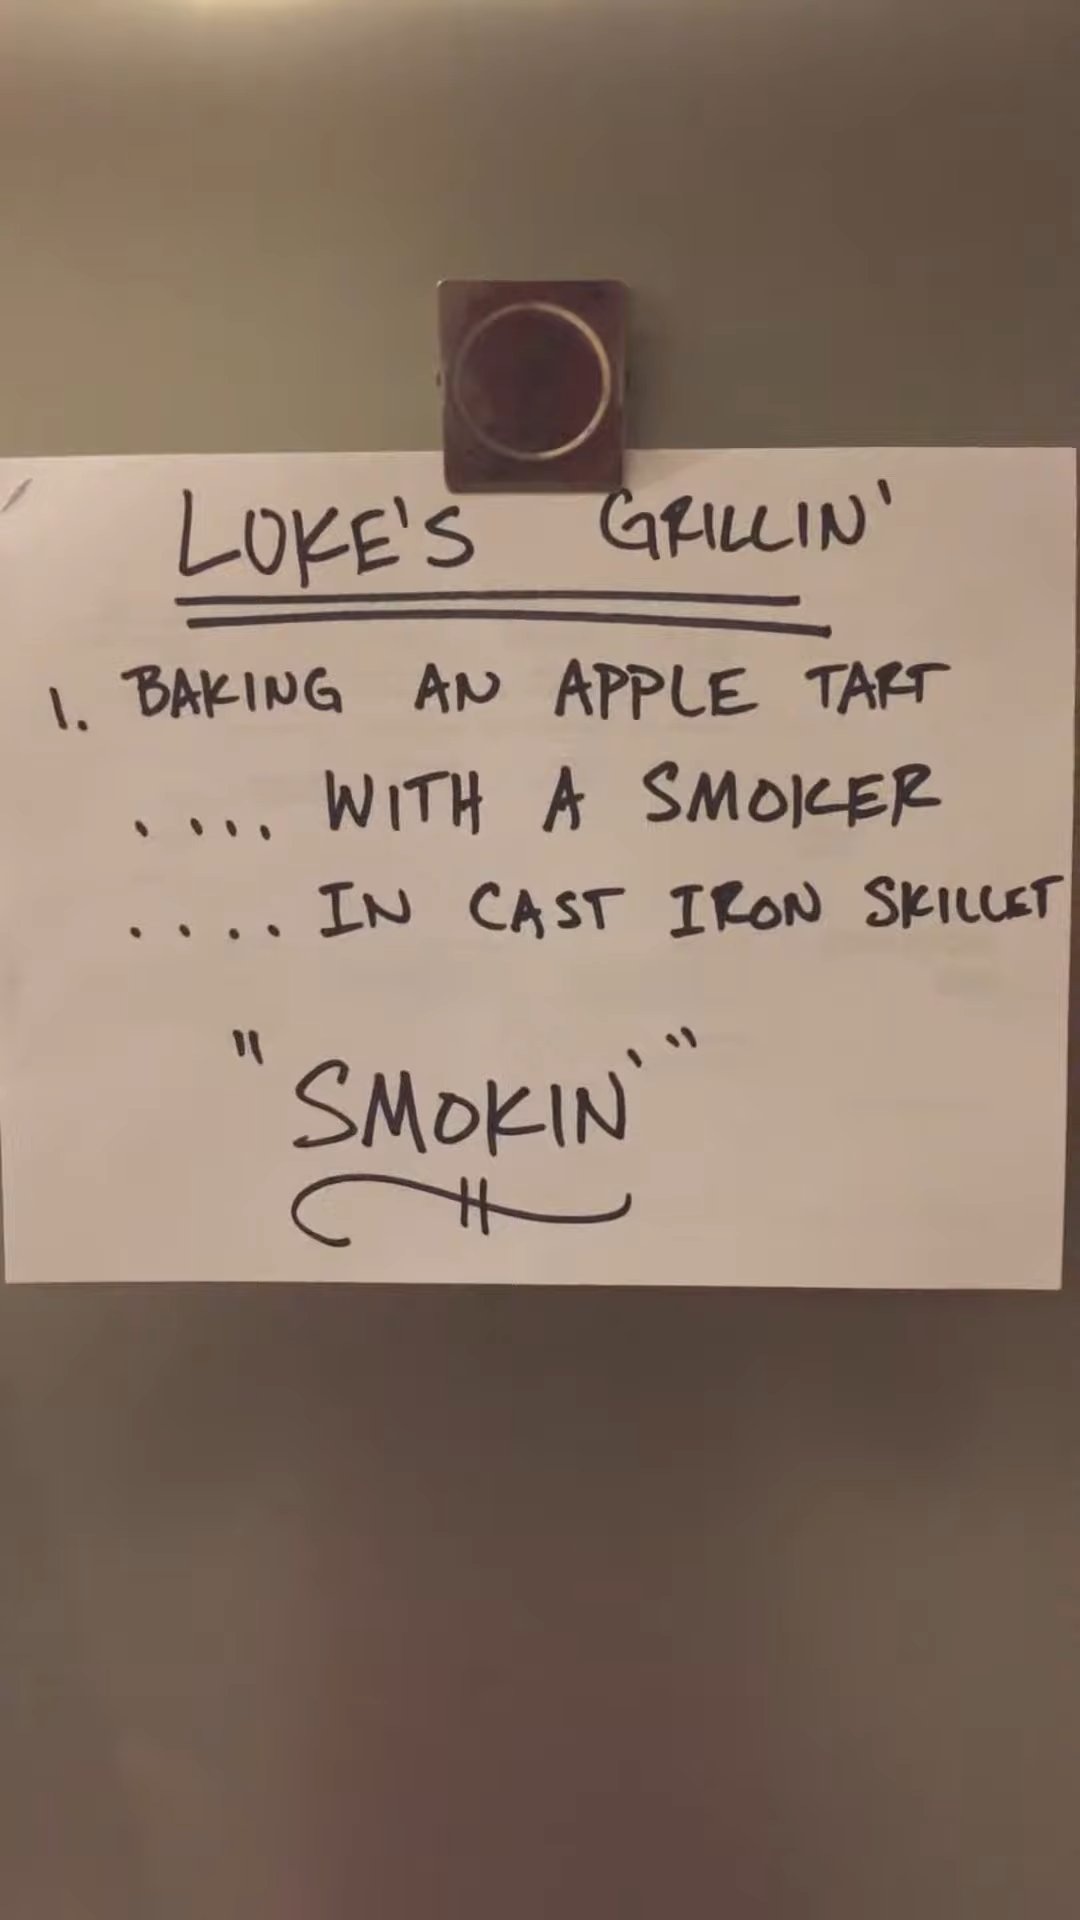 LUKE'S GRILLIN'
1. BAKING AN APPLE TART
.... WITH A SMOKER
.... IN CAST IRON SKILLET
"SMOKIN'"